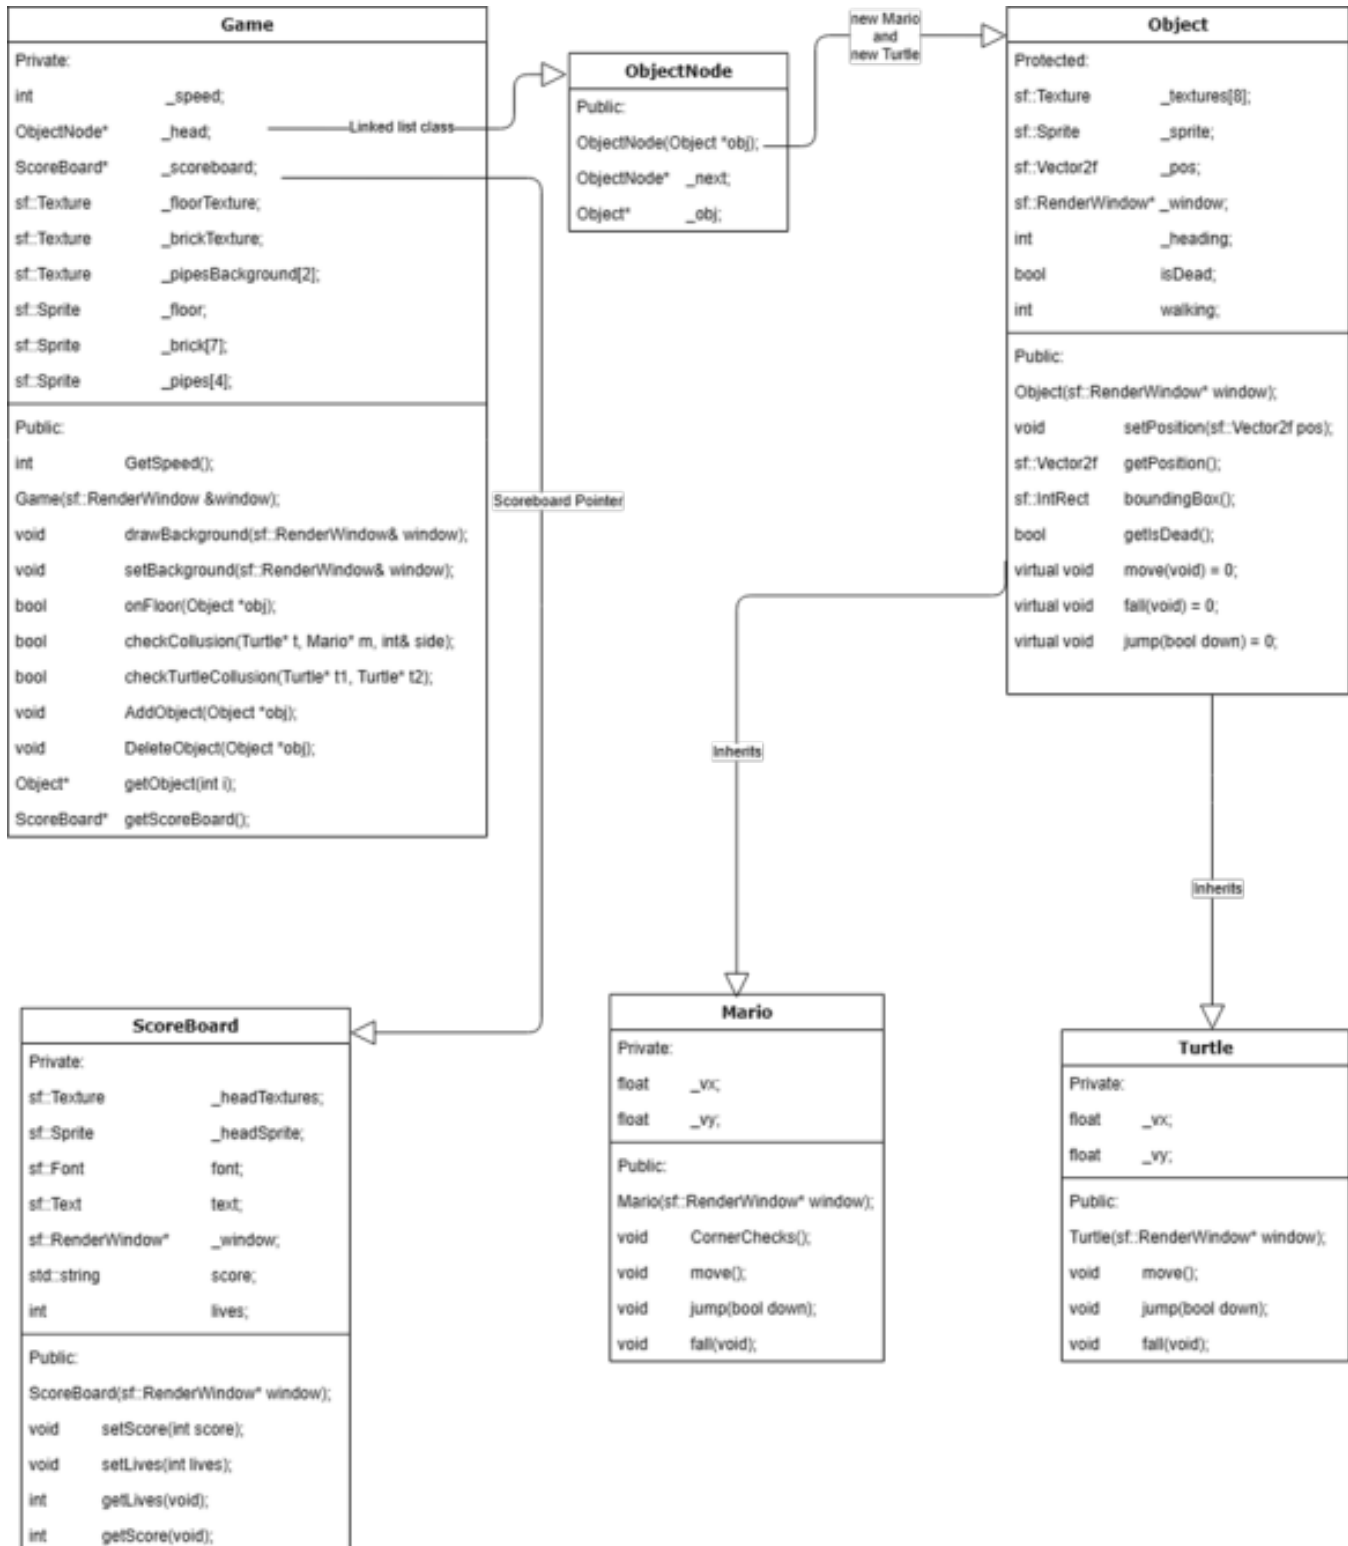 Game
Private:
int _speed;
ObjectNode* _head;
ScoreBoard* _scoreboard;
sf::Texture _floorTexture;
sf::Texture _brickTexture;
sf::Texture _pipesBackground[2];
sf::Sprite _floor;
sf::Sprite _brick[7];
sf::Sprite _pipes[4];
Public:
int GetSpeed();
Game(sf::RenderWindow &window);
void drawBackground(sf::RenderWindow& window);
void setBackground(sf::RenderWindow& window);
bool onFloor(Object *obj);
bool checkCollusion(Turtle* t, Mario* m, int& side);
bool checkTurtleCollusion(Turtle* t1, Turtle* t2);
void AddObject(Object *obj);
void DeleteObject(Object *obj);
Object* getObject(int i);
ScoreBoard* getScoreBoard();
Linked list class
Scoreboard Pointer
ObjectNode
Public:
ObjectNode(Object *obj);
ObjectNode* _next;
Object* _obj;
new Mario
and
new Turtle
Object
Protected:
sf::Texture _textures[8];
sf::Sprite _sprite;
sf::Vector2f _pos;
sf::RenderWindow* _window;
int _heading;
bool isDead;
int walking;
Public:
Object(sf::RenderWindow* window);
void setPosition(sf::Vector2f pos);
sf::Vector2f getPosition();
sf::IntRect boundingBox();
bool getIsDead();
virtual void move(void) = 0;
virtual void fall(void) = 0;
virtual void jump(bool down) = 0;
Inherits
Inherits
ScoreBoard
Private:
sf::Texture _headTextures;
sf::Sprite _headSprite;
sf::Font font;
sf::Text text;
sf::RenderWindow* _window;
std::string score;
int lives;
Public:
ScoreBoard(sf::RenderWindow* window);
void setScore(int score);
void setLives(int lives);
int getLives(void);
int getScore(void);
Mario
Private:
float _vx;
float _vy;
Public:
Mario(sf::RenderWindow* window);
void CornerChecks();
void move();
void jump(bool down);
void fall(void);
Turtle
Private:
float _vx;
float _vy;
Public:
Turtle(sf::RenderWindow* window);
void move();
void jump(bool down);
void fall(void);